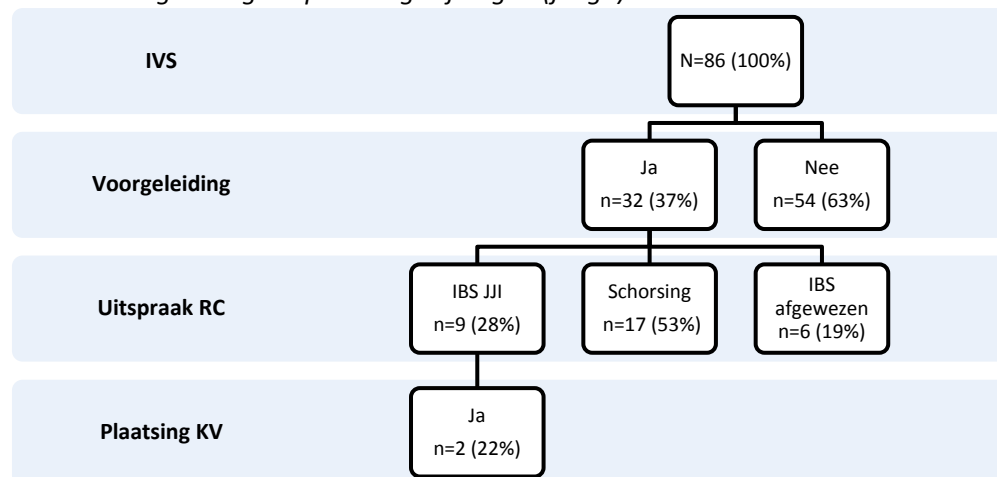 IVS
N=86 (100%)
Voorgeleiding
Ja
n=32 (37%)
Nee
n=54 (63%)
Uitspraak RC
IBS JJI
n=9 (28%)
Schorsing
n=17 (53%)
IBS
afgewezen
n=6 (19%)
Plaatsing KV
Ja
n=2 (22%)